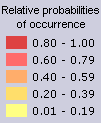 Relative probabilities
of occurrence
0.80 - 1.00
0.60 - 0.79
0.40 - 0.59
0.20 - 0.39
0.01 - 0.19